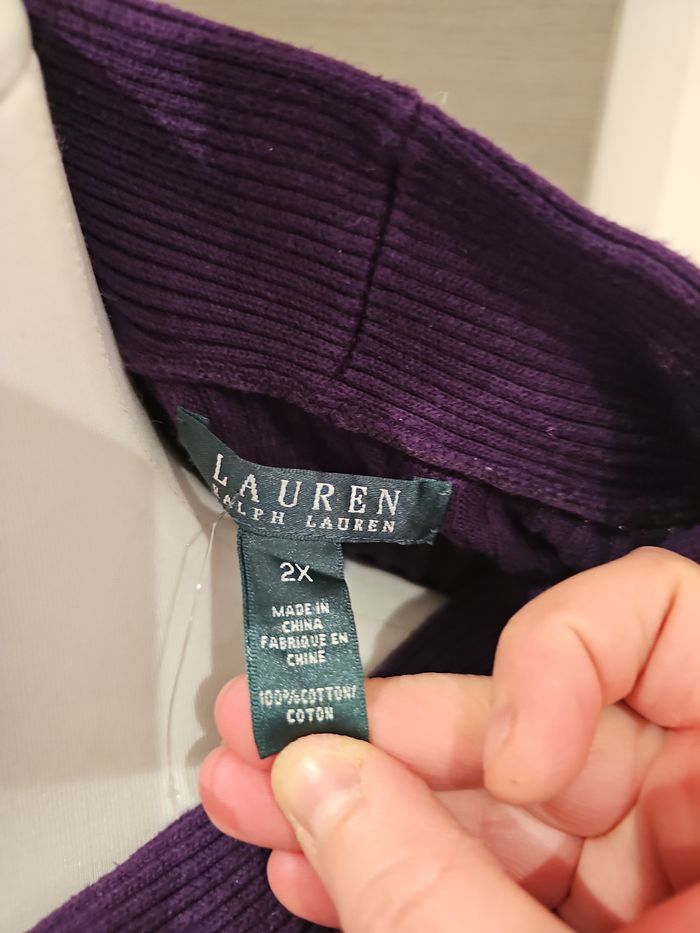 LAUREN
RALPH LAUREN
2X
MADE IN
CHINA
FABRIQUE EN
CHINE
100%COTTON/
COTON